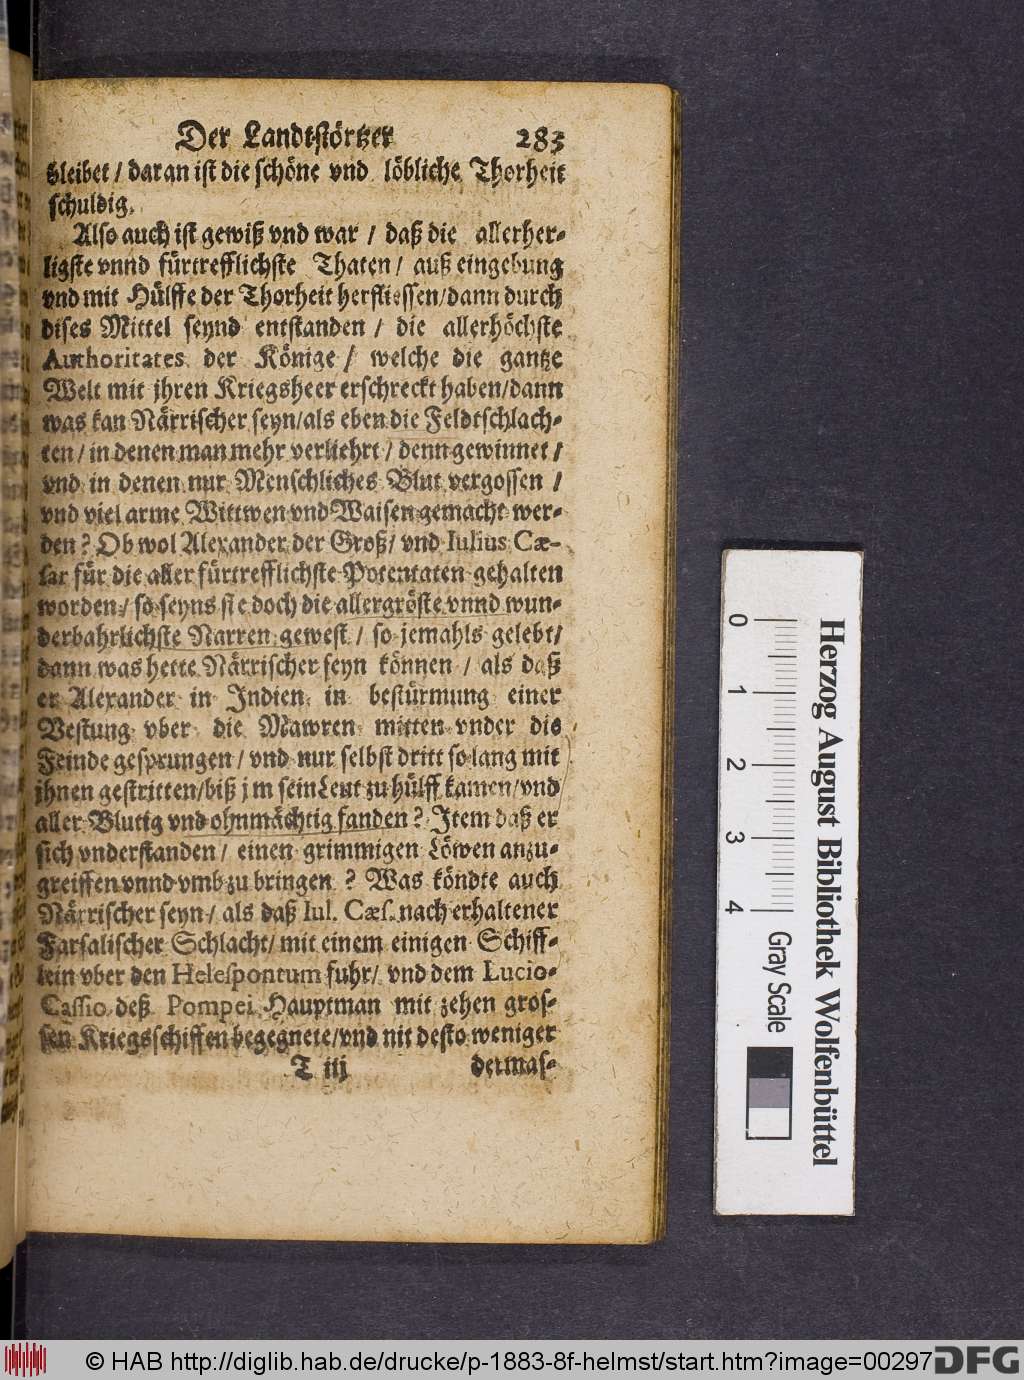 Der Landtstörtzer 283
bleibet / daran ist die schöne vnd löbliche Thorheit
schuldig.
Also auch ist gewiß vnd war / daß die allerher-
ligste vnnd fürtrefflichste Thaten / auß eingebung
vnd mit Hülffe der Thorheit herfliessen / dann durch
dises Mittel seynd entstanden / die allerhöchste
Authoritates der Könige / welche die gantze
Welt mit jhren Kriegsheer erschreckt haben / dann
was kan Närrischer seyn / als eben die Feldtschlach-
ten / in denen man mehr verliehrt / denn gewinnet /
vnd in denen nur Menschliches Blut vergossen /
vnd viel arme Wittwen vnd Waisen gemacht wer-
den? Ob wol Alexander der Groß / vnd Iulius Cæ-
sar für die aller fürtrefflichste Potentaten gehalten
worden / so seyns sie doch die allergröste vnnd wun-
derbahrlichste Narren gewest / so jemahls gelebt /
dann was hette Närrischer seyn können / als daß
er Alexander in Indien in bestürmung einer
Vestung vber die Mawren mitten vnder die
Feinde gesprungen / vnd nur selbst dritt so lang mit
jhnen gestritten / biß jm sein Leut zu hülff kamen / vnd
aller Blutig vnd ohnmächtig fanden? Item daß er
sich vnderstanden / einen grimmigen Löwen anzu-
greiffen vnnd vmb zu bringen? Was köndte auch
Närrischer seyn / als daß Iul. Cæs. nach erhaltener
Farsalischer Schlacht / mit einem einigen Schiff-
lein vber den Helespontum fuhr / vnd dem Lucio
Cassio deß Pompei Hauptman mit zehen gros-
sen Kriegsschiffen begegnete / vnd nit desto weniger
T iij dermas-
0 1 2 3 4
Gray Scale
Herzog August Bibliothek Wolfenbüttel
© HAB http://diglib.hab.de/drucke/p-1883-8f-helmst/start.htm?image=00297
DFG